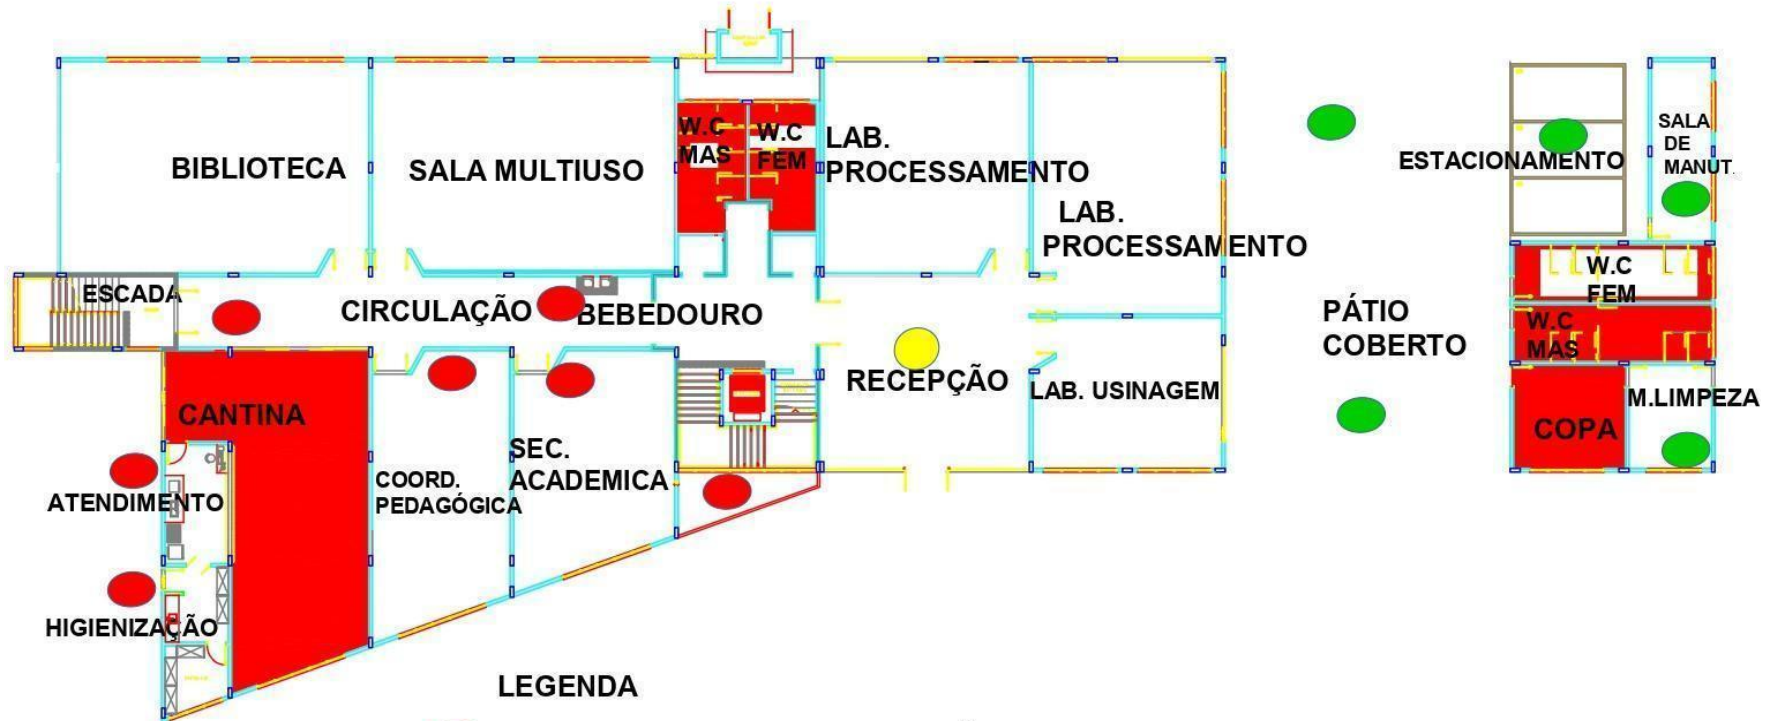 BIBLIOTECA
SALA MULTIUSO
W.C
MAS
W.C
FEM
LAB.
PROCESSAMENTO
LAB.
PROCESSAMENTO
ESTACIONAMENTO
SALA
DE
MANUT.
ESCADA
CIRCULAÇÃO
BEBEDOURO
RECEPÇÃO
LAB. USINAGEM
PÁTIO
COBERTO
W.C
FEM
W.C
MAS
COPA
M.LIMPEZA
CANTINA
ATENDIMENTO
COORD.
PEDAGÓGICA
SEC.
ACADEMICA
HIGIENIZAÇÃO
LEGENDA